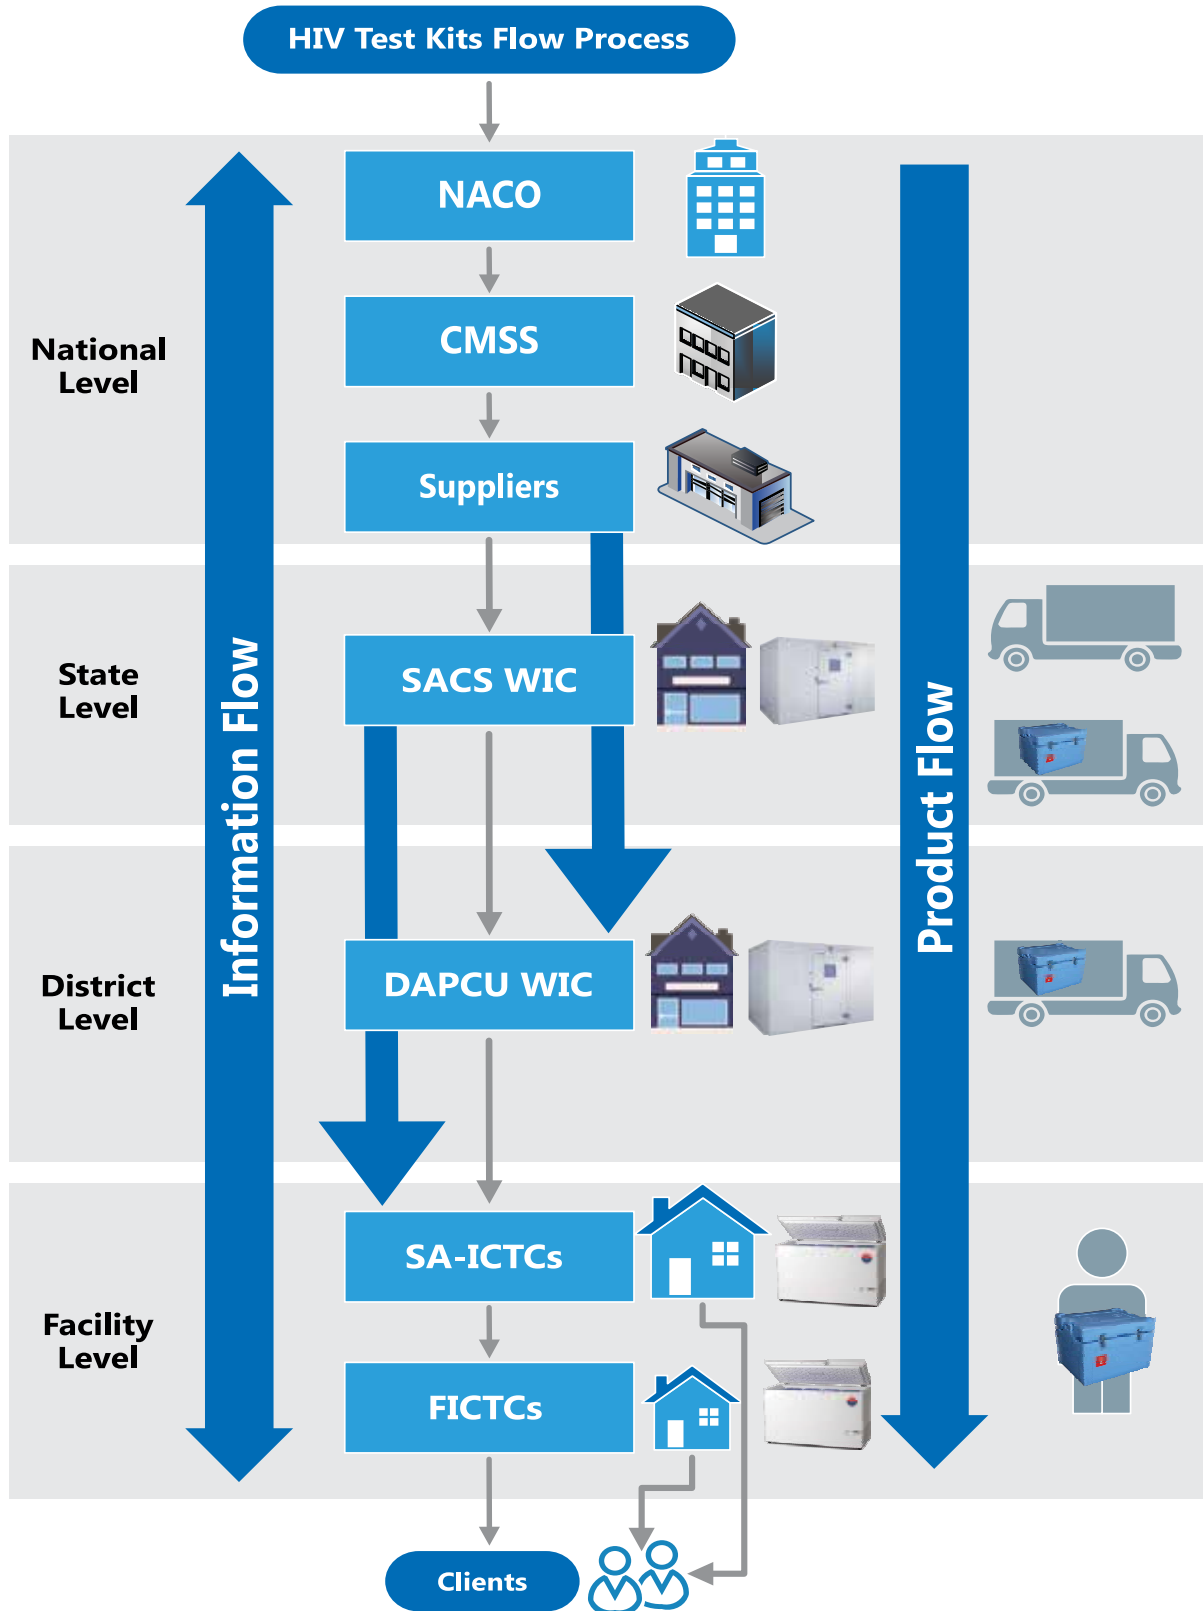 HIV Test Kits Flow Process
National
Level
NACO
CMSS
Suppliers
State
Level
SACS WIC
District
Level
DAPCU WIC
Facility
Level
SA-ICTCs
FICTCs
Clients
Information Flow
Product Flow